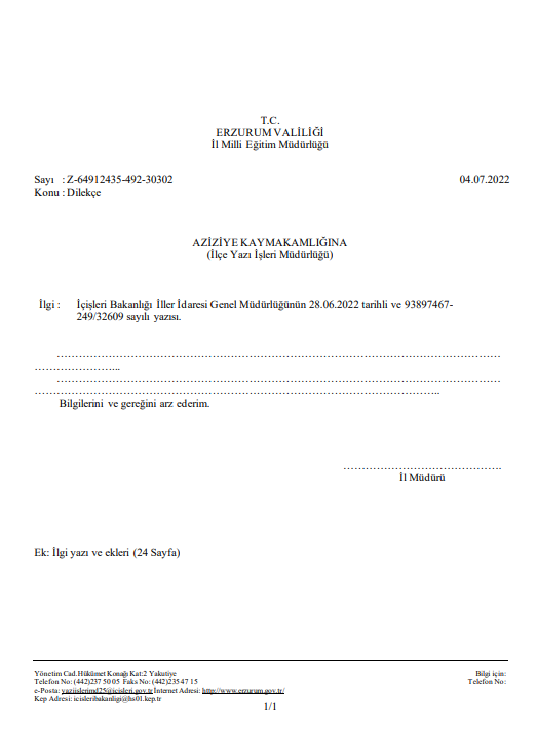 T.C.
ERZURUM VALİLİĞİ
İl Milli Eğitim Müdürlüğü
Sayı : Z-64912435-492-30302 04.07.2022
Konu : Dilekçe
AZİZİYE KAYMAKAMLIĞINA
(İlçe Yazı İşleri Müdürlüğü)
İlgi : İçişleri Bakanlığı İller İdaresi Genel Müdürlüğünün 28.06.2022 tarihli ve 93897467-
249/32609 sayılı yazısı.
Bilgilerini ve gereğini arz ederim.
İl Müdürü
Ek: İlgi yazı ve ekleri (24 Sayfa)
Yönetim Cad.Hükümet Konağı Kat:2 Yakutiye Bilgi için:
Telefon No: (442)237 50 05 Faks No: (442)235 47 15 Telefon No:
e-Posta: yaziislerimd25@icisleri.gov.tr İnternet Adresi: http://www.erzurum.gov.tr/
Kep Adresi: icisleribakanligi@hs01.kep.tr
1/1